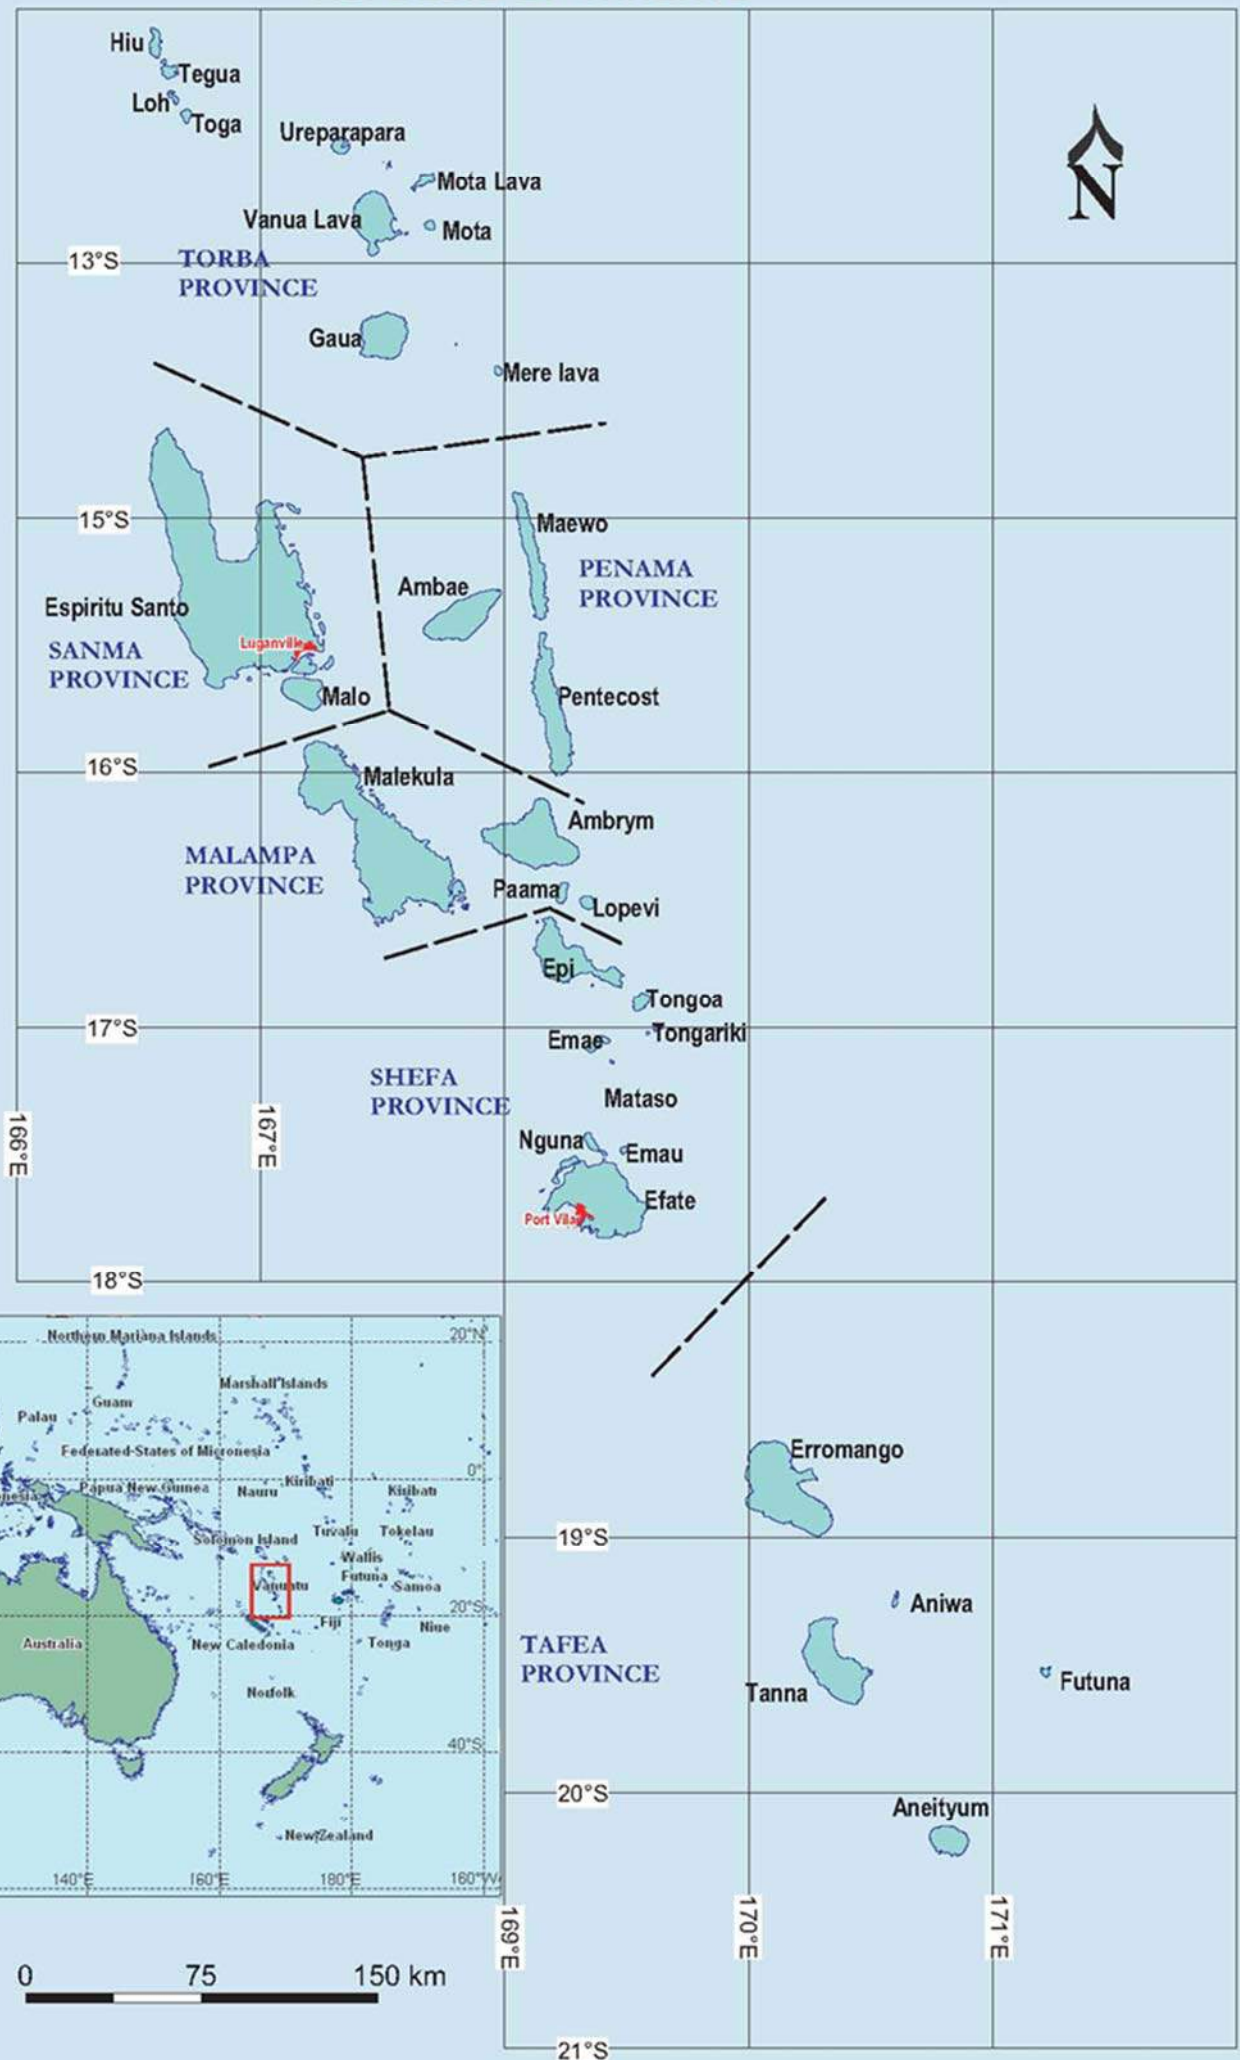 Hiu
Tegua
Loh
Toga
Ureparapara
Mota Lava
Vanua Lava
Mota
N
13°S
TORBA
PROVINCE
Gaua
Mere lava
15°S
Maewo
PENAMA
PROVINCE
Ambae
Espiritu Santo
Luganville
SANMA
PROVINCE
Malo
Pentecost
16°S
Malekula
Ambrym
MALAMPA
PROVINCE
Paama
Lopevi
Epi
Tongoa
17°S
Tongariki
Emae
SHEFA
PROVINCE
Mataso
166°E
167°E
Nguna
Emau
Efate
Port Vila
18°S
Northern Mariana Islands
20°N
Marshall Islands
Guam
Palau
Federated States of Micronesia
0°
Kiribati
Papua New Guinea
Nauru
Kiribati
nesia
Tuvalu
Tokelau
Solomon Island
Wallis
Futuna
Vanuatu
Samoa
20°S
Fiji
Niue
Australia
New Caledonia
Tonga
Norfolk
40°S
New Zealand
140°E
160°E
180°E
160°W
Erromango
19°S
Aniwa
TAFEA
PROVINCE
Tanna
Futuna
20°S
Aneityum
169°E
170°E
171°E
0
75
150 km
21°S